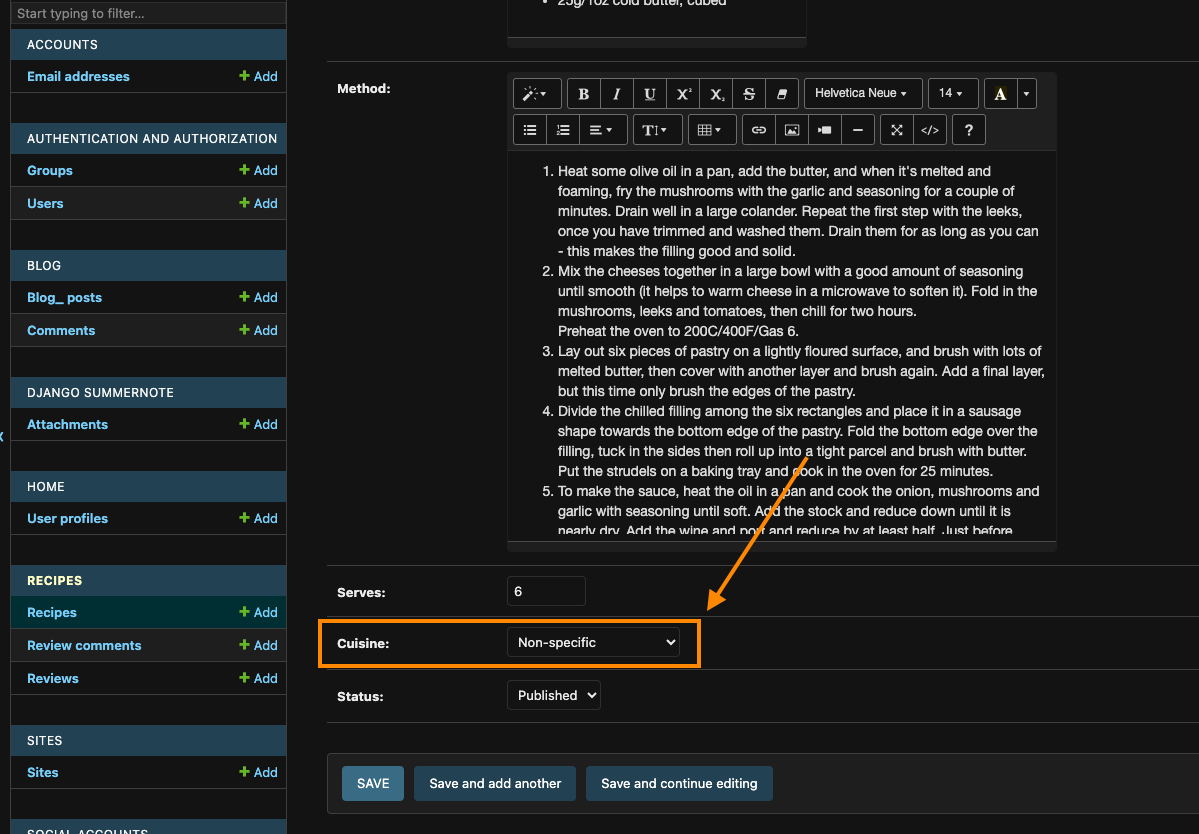 Start typing to filter...
ACCOUNTS
Email addresses + Add
AUTHENTICATION AND AUTHORIZATION
Groups + Add
Users + Add
BLOG
Blog_ posts + Add
Comments + Add
DJANGO SUMMERNOTE
Attachments + Add
HOME
User profiles + Add
RECIPES
Recipes + Add
Review comments + Add
Reviews + Add
SITES
Sites + Add
SOCIAL ACCOUNTS
• 25g/1oz cold butter, cubed
Method:
B I U X² X₂ S Helvetica Neue 14 A
T </> ?
1. Heat some olive oil in a pan, add the butter, and when it's melted and
foaming, fry the mushrooms with the garlic and seasoning for a couple of
minutes. Drain well in a large colander. Repeat the first step with the leeks,
once you have trimmed and washed them. Drain them for as long as you can
- this makes the filling good and solid.
2. Mix the cheeses together in a large bowl with a good amount of seasoning
until smooth (it helps to warm cheese in a microwave to soften it). Fold in the
mushrooms, leeks and tomatoes, then chill for two hours.
Preheat the oven to 200C/400F/Gas 6.
3. Lay out six pieces of pastry on a lightly floured surface, and brush with lots of
melted butter, then cover with another layer and brush again. Add a final layer,
but this time only brush the edges of the pastry.
4. Divide the chilled filling among the six rectangles and place it in a sausage
shape towards the bottom edge of the pastry. Fold the bottom edge over the
filling, tuck in the sides then roll up into a tight parcel and brush with butter.
Put the strudels on a baking tray and cook in the oven for 25 minutes.
5. To make the sauce, heat the oil in a pan and cook the onion, mushrooms and
garlic with seasoning until soft. Add the stock and reduce down until it is
nearly dry. Add the wine and port and reduce by at least half. Just before
Serves: 6
Cuisine: Non-specific
Status: Published
SAVE Save and add another Save and continue editing